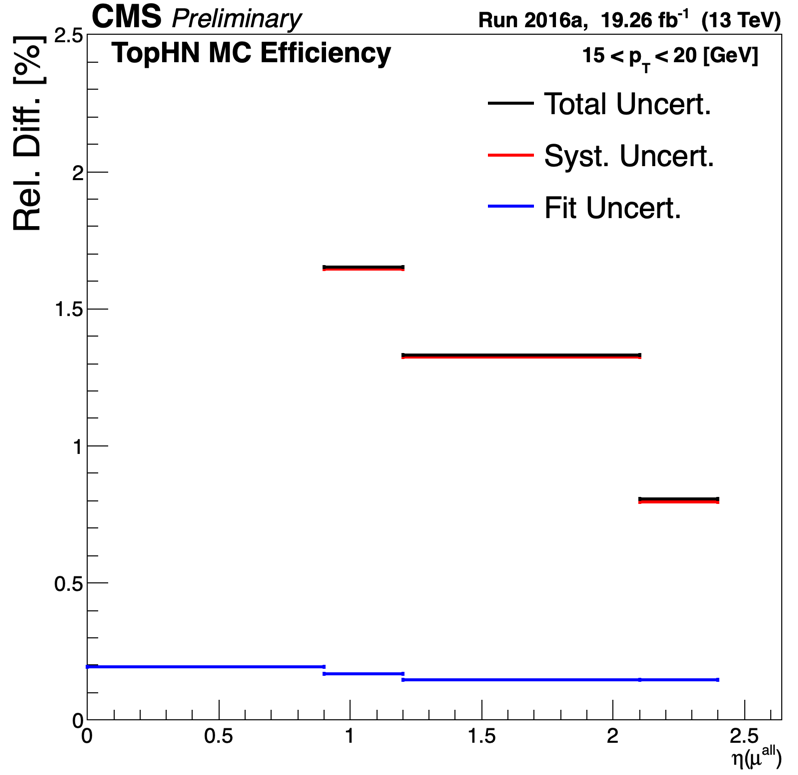 CMS Preliminary
Run 2016a, 19.26 fb⁻¹ (13 TeV)
TopHN MC Efficiency
15 < p_T < 20 [GeV]
Total Uncert.
Syst. Uncert.
Fit Uncert.
Rel. Diff. [%]
2.5
2
1.5
1
0.5
0
0 0.5 1 1.5 2 2.5
η(μ^all)